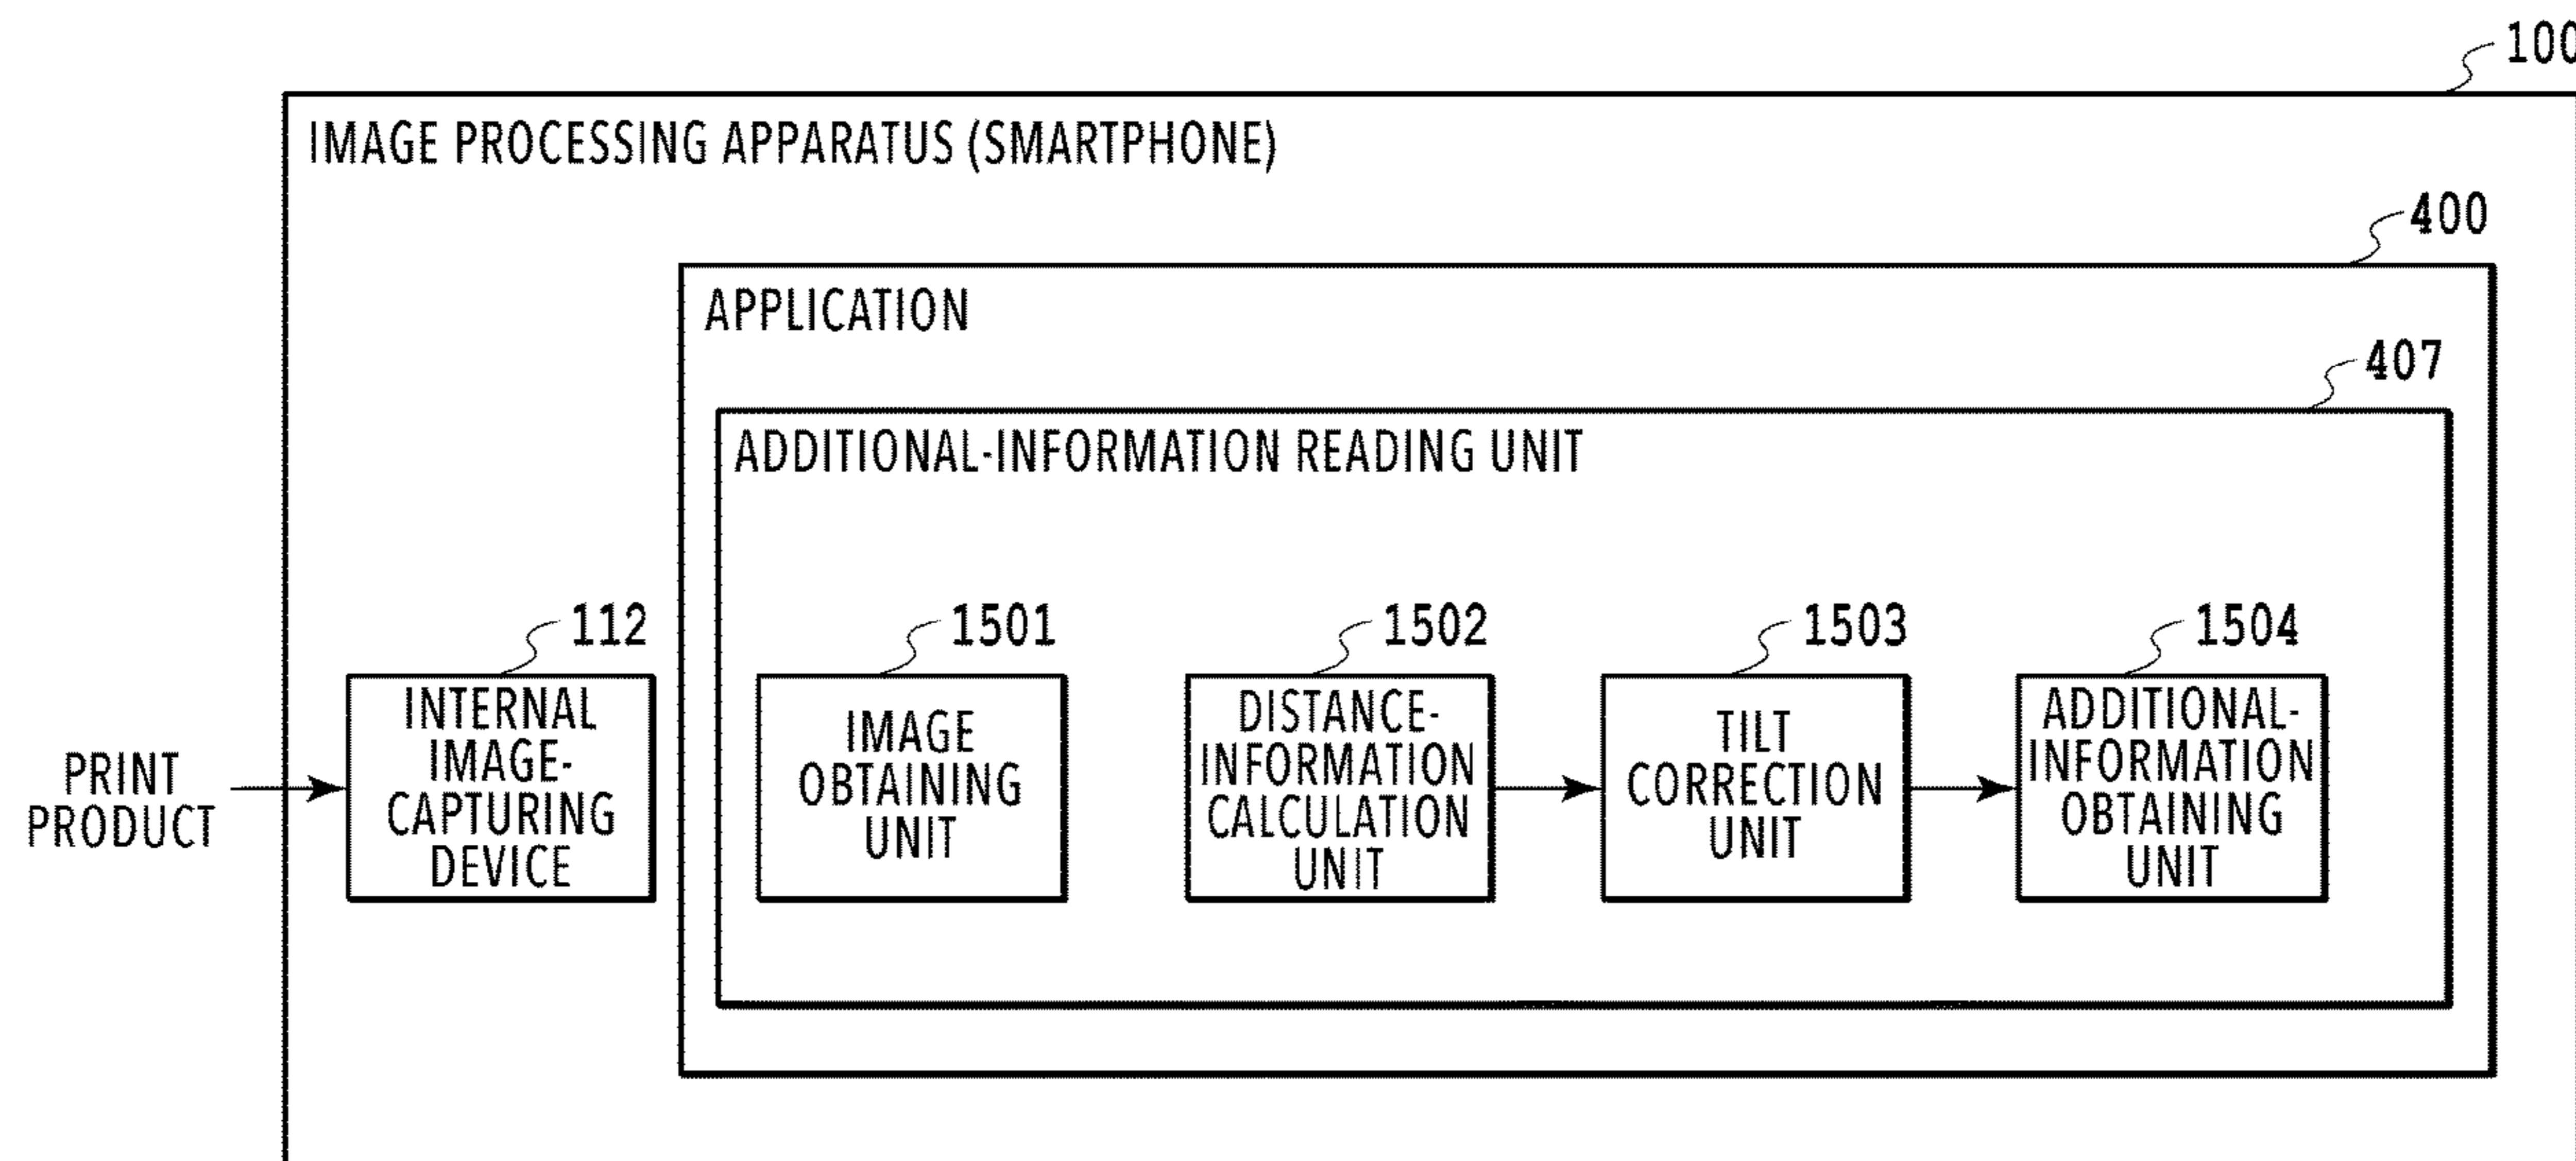 100
IMAGE PROCESSING APPARATUS (SMARTPHONE)
400
APPLICATION
407
ADDITIONAL-INFORMATION READING UNIT
112
1501
1502
1503
1504
PRINT
PRODUCT
INTERNAL
IMAGE-
CAPTURING
DEVICE
IMAGE
OBTAINING
UNIT
DISTANCE-
INFORMATION
CALCULATION
UNIT
TILT
CORRECTION
UNIT
ADDITIONAL-
INFORMATION
OBTAINING
UNIT